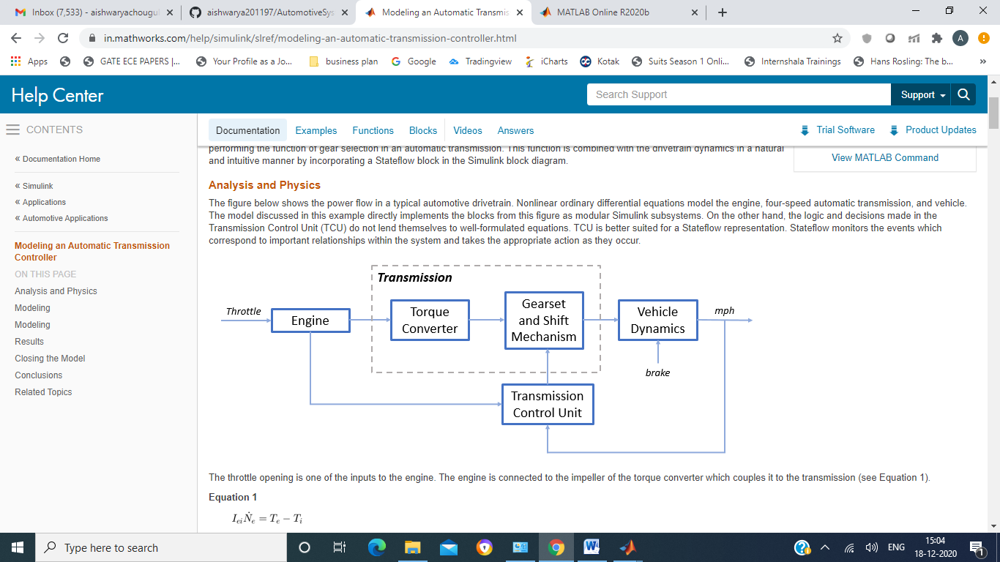 Inbox (7,533) - aishwaryachougul
aishwarya201197/AutomotiveSys
Modeling an Automatic Transmis
MATLAB Online R2020b
in.mathworks.com/help/simulink/slref/modeling-an-automatic-transmission-controller.html
A
Apps
GATE ECE PAPERS |...
Your Profile as a Jo...
business plan
Google
Tradingview
iCharts
Kotak
Suits Season 1 Onli...
Internshala Trainings
Hans Rosling: The b...
»
Help Center
Search Support
Support
CONTENTS
Documentation
Examples
Functions
Blocks
Videos
Answers
Trial Software
Product Updates
« Documentation Home
« Simulink
« Applications
« Automotive Applications
Modeling an Automatic Transmission
Controller
ON THIS PAGE
Analysis and Physics
Modeling
Modeling
Results
Closing the Model
Conclusions
Related Topics
performing the function of gear selection in an automatic transmission. This function is combined with the drivetrain dynamics in a natural
and intuitive manner by incorporating a Stateflow block in the Simulink block diagram.
View MATLAB Command
Analysis and Physics
The figure below shows the power flow in a typical automotive drivetrain. Nonlinear ordinary differential equations model the engine, four-speed automatic transmission, and vehicle.
The model discussed in this example directly implements the blocks from this figure as modular Simulink subsystems. On the other hand, the logic and decisions made in the
Transmission Control Unit (TCU) do not lend themselves to well-formulated equations. TCU is better suited for a Stateflow representation. Stateflow monitors the events which
correspond to important relationships within the system and takes the appropriate action as they occur.
Transmission
Throttle
Engine
Torque
Converter
Gearset
and Shift
Mechanism
Vehicle
Dynamics
mph
brake
Transmission
Control Unit
The throttle opening is one of the inputs to the engine. The engine is connected to the impeller of the torque converter which couples it to the transmission (see Equation 1).
Equation 1
I_{ei}Ṅ_e = T_e − T_i
Type here to search
ENG
15:04
18-12-2020
1